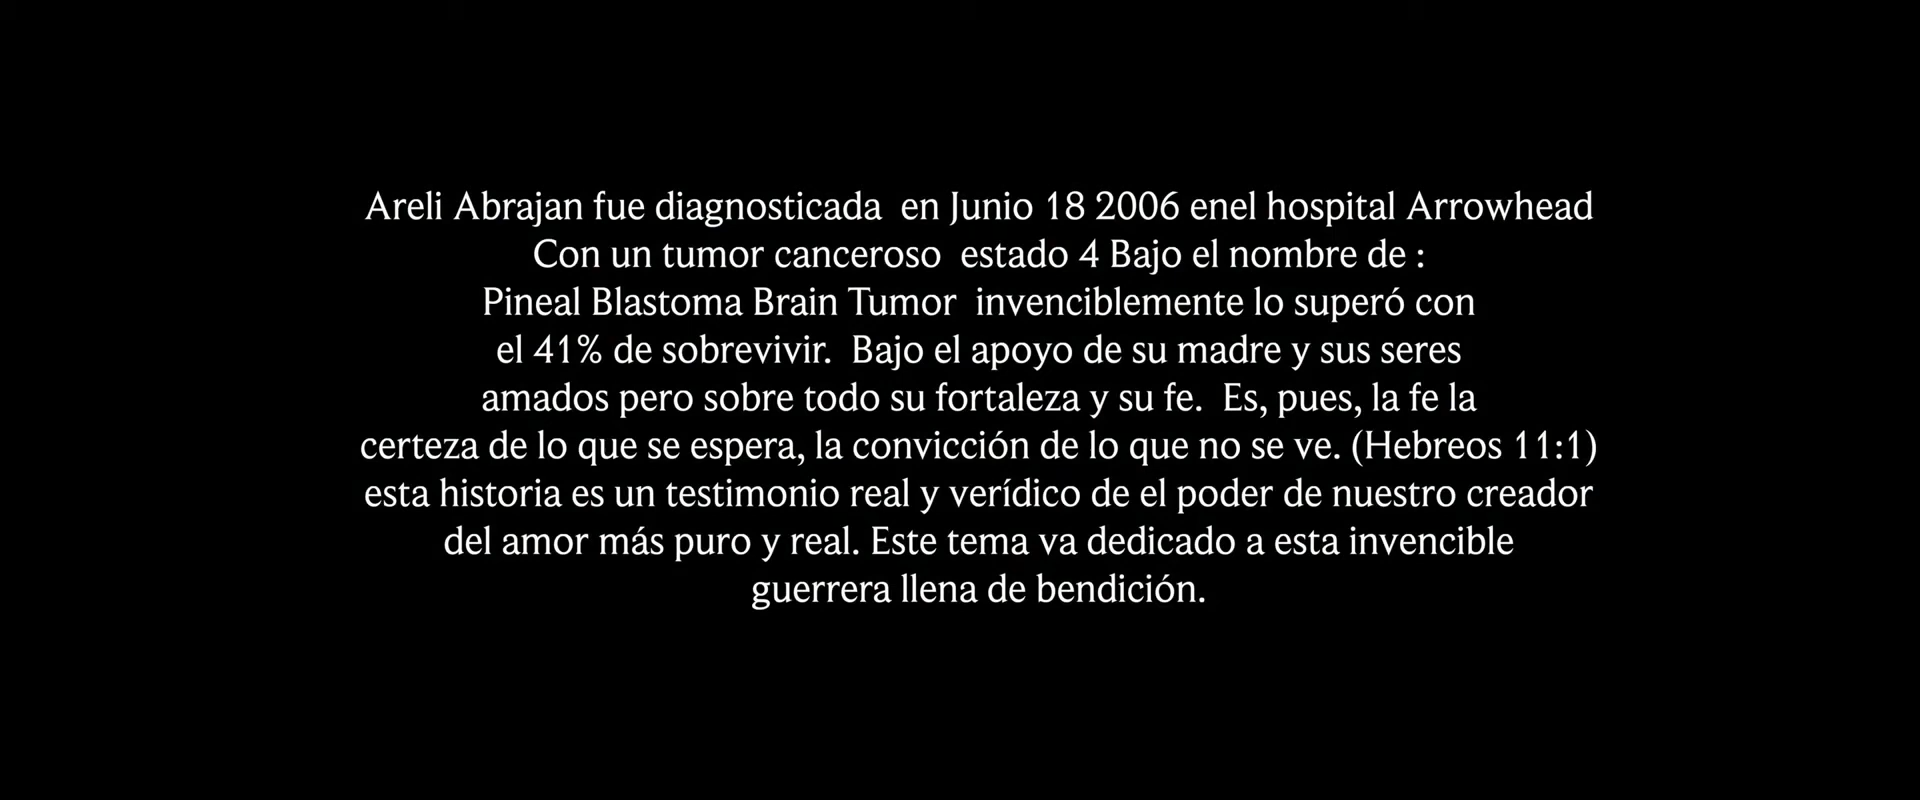 Areli Abrajan fue diagnosticada  en Junio 18 2006 enel hospital Arrowhead
Con un tumor canceroso  estado 4 Bajo el nombre de :
Pineal Blastoma Brain Tumor  invenciblemente lo superó con
el 41% de sobrevivir.  Bajo el apoyo de su madre y sus seres
amados pero sobre todo su fortaleza y su fe.  Es, pues, la fe la
certeza de lo que se espera, la convicción de lo que no se ve. (Hebreos 11:1)
esta historia es un testimonio real y verídico de el poder de nuestro creador
del amor más puro y real. Este tema va dedicado a esta invencible
guerrera llena de bendición.